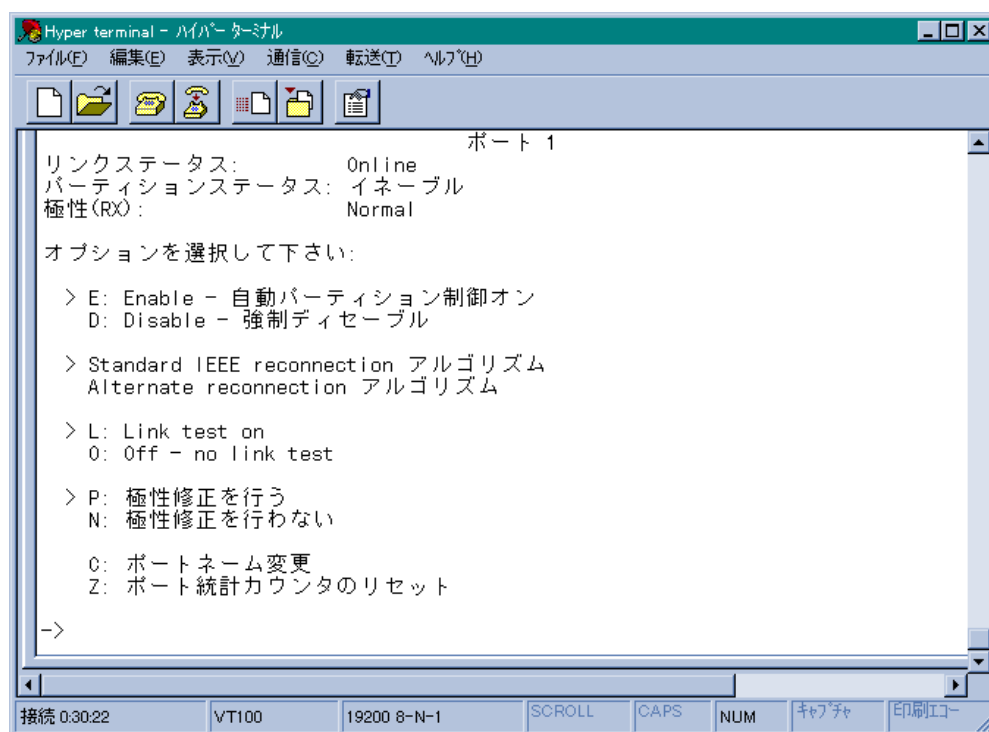 Hyper terminal - ﾊｲﾊﾟｰ ﾀｰﾐﾅﾙ
ﾌｧｲﾙ(F) 編集(E) 表示(V) 通信(C) 転送(T) ﾍﾙﾌﾟ(H)
ポート 1
リンクステータス: Online
パーティションステータス: イネーブル
極性(RX): Normal
オプションを選択して下さい:
> E: Enable - 自動パーティション制御オン
D: Disable - 強制ディセーブル
> Standard IEEE reconnection アルゴリズム
Alternate reconnection アルゴリズム
> L: Link test on
O: Off - no link test
> P: 極性修正を行う
N: 極性修正を行わない
C: ポートネーム変更
Z: ポート統計カウンタのリセット
->
接続 0:30:22 VT100 19200 8-N-1 SCROLL CAPS NUM ｷｬﾌﾟﾁｬ 印刷ｴｺｰ